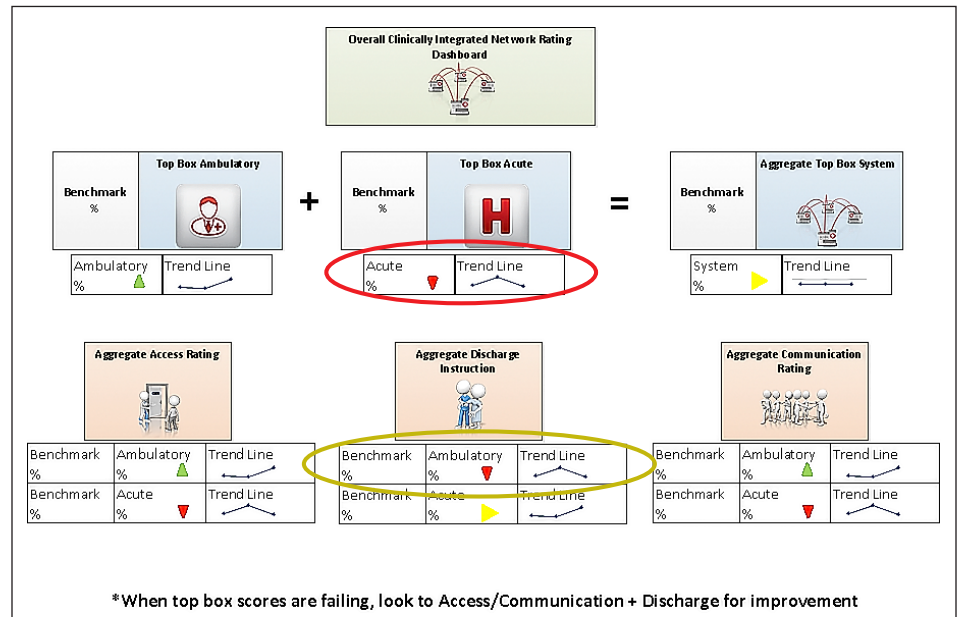 Overall Clinically Integrated Network Rating
Dashboard
Top Box Ambulatory
Benchmark
%
+
Top Box Acute
Benchmark
%
H
=
Aggregate Top Box System
Benchmark
%
Ambulatory
%
Trend Line
Acute
%
Trend Line
System
%
Trend Line
Aggregate Access Rating
Aggregate Discharge
Instruction
Aggregate Communication
Rating
Benchmark
%
Ambulatory
%
Trend Line
Benchmark
%
Acute
%
Trend Line
Benchmark
%
Ambulatory
%
Trend Line
Benchmark
%
Acute
%
Trend Line
Benchmark
%
Ambulatory
%
Trend Line
Benchmark
%
Acute
%
Trend Line
*When top box scores are failing, look to Access/Communication + Discharge for improvement